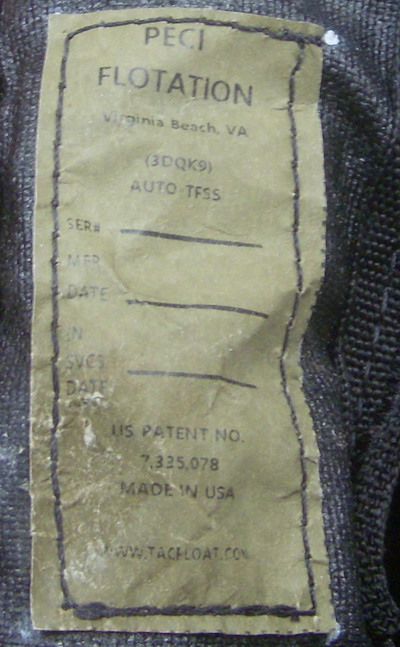 PECI
FLOTATION
Virginia Beach, VA
(3DQK9)
AUTO TFSS
SER#
MFR
DATE
IN
SVCS
DATE
US PATENT NO.
7,335,078
MADE IN USA
WWW.TACFLOAT.COM